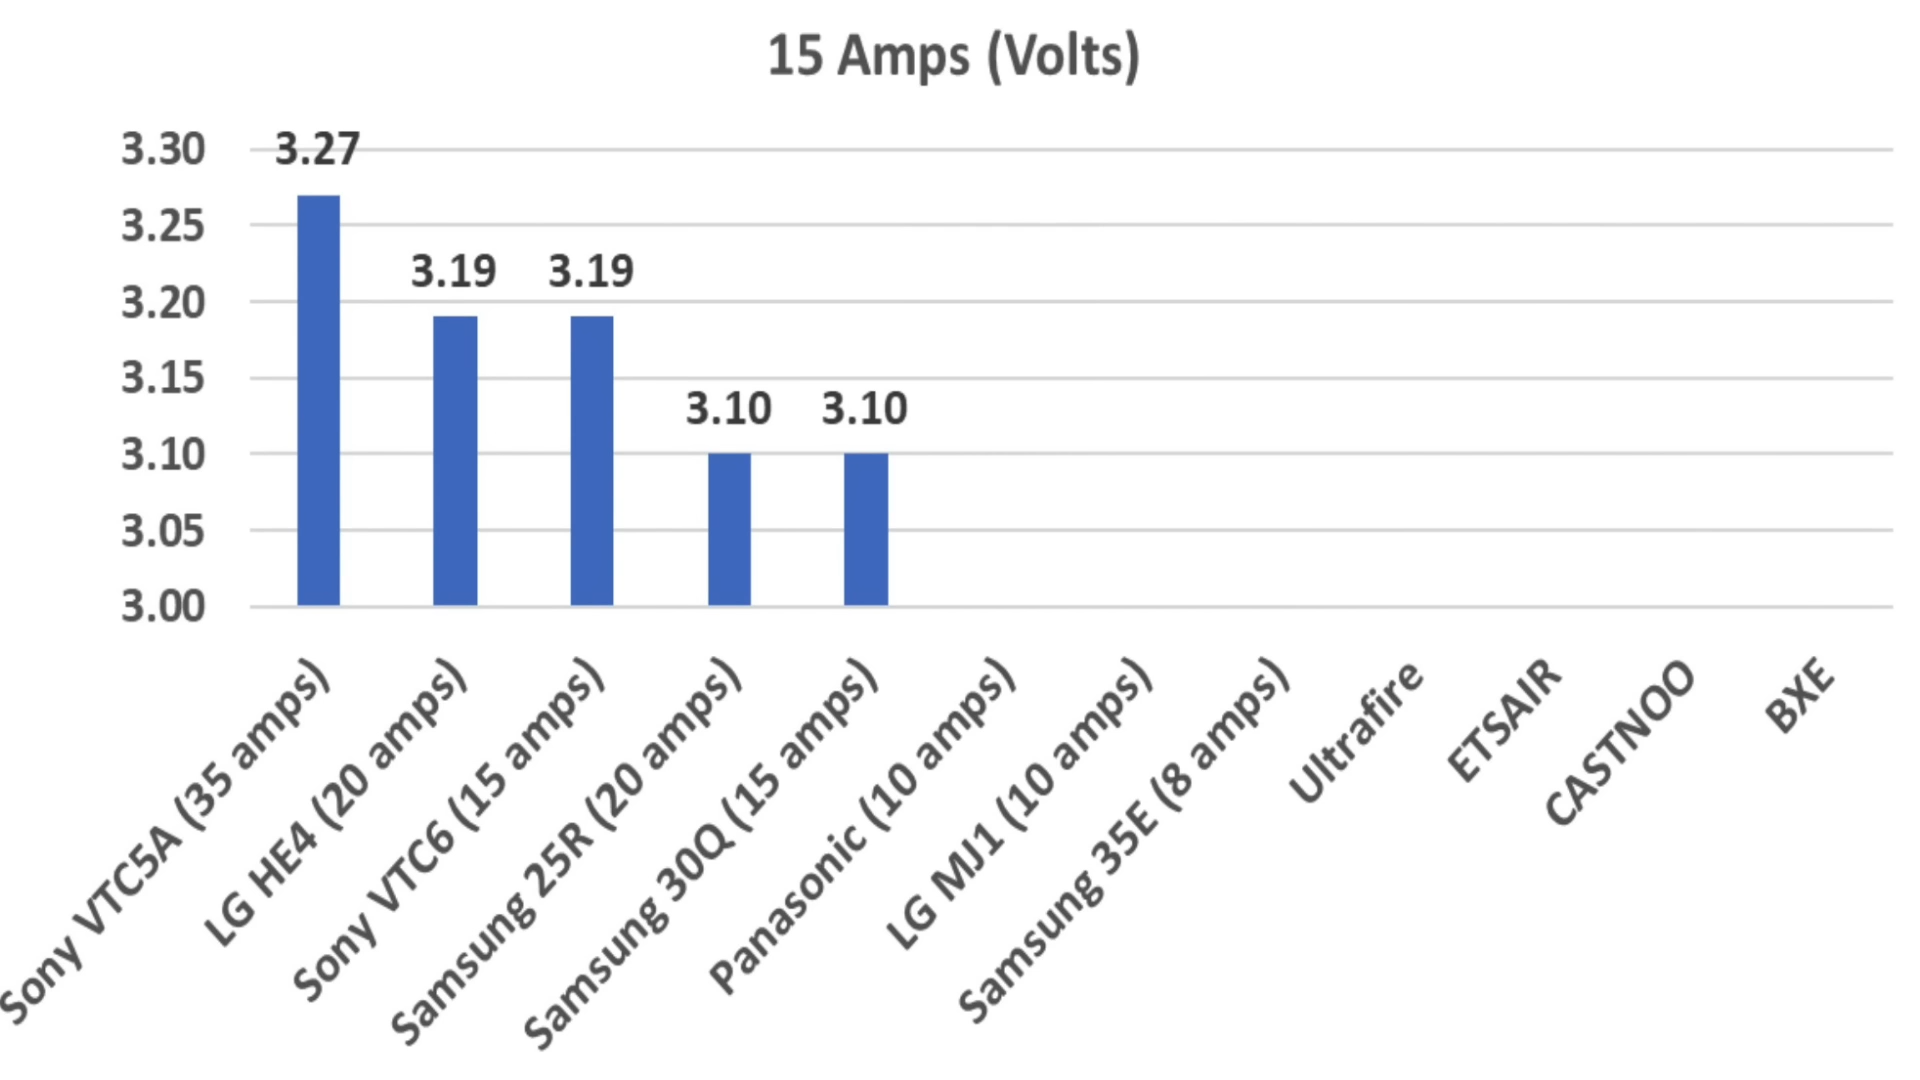 15 Amps (Volts)
3.30
3.25
3.20
3.15
3.10
3.05
3.00
3.27
3.19
3.19
3.10
3.10
Sony VTC5A (35 amps)
LG HE4 (20 amps)
Sony VTC6 (15 amps)
Samsung 25R (20 amps)
Samsung 30Q (15 amps)
Panasonic (10 amps)
LG MJ1 (10 amps)
Samsung 35E (8 amps)
Ultrafire
ETSAIR
CASTNOO
BXE